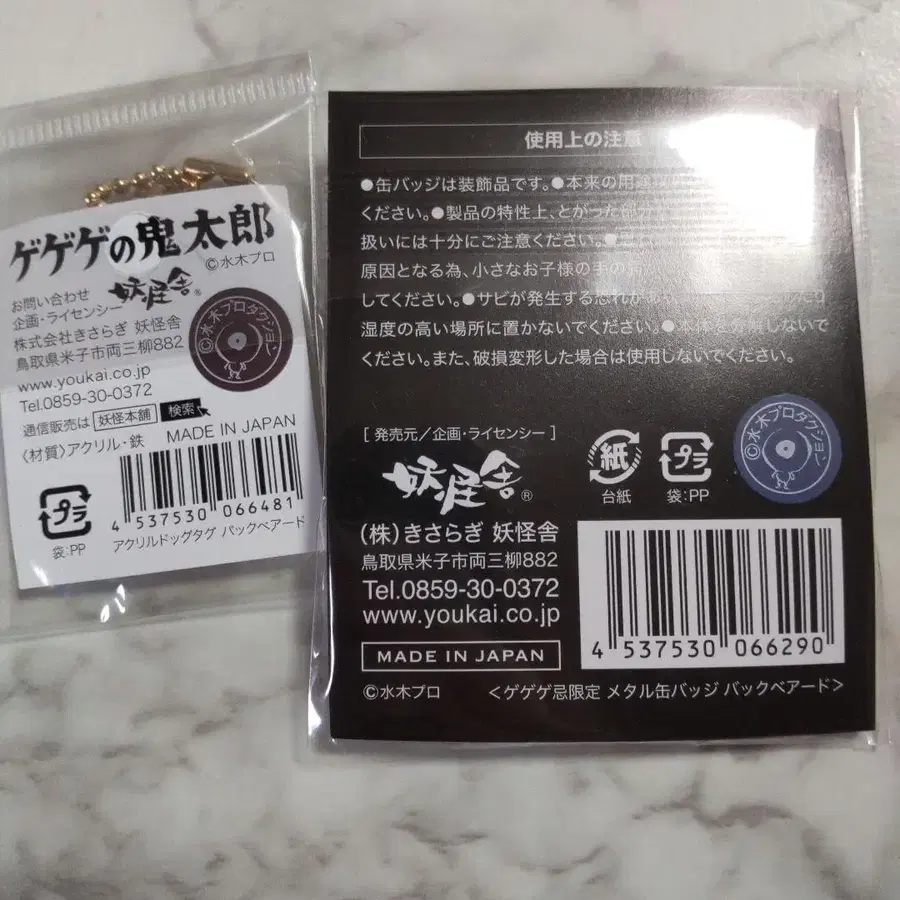 ゲゲゲの鬼太郎
©水木プロ
お問い合わせ
企画・ライセンシー
妖怪舎®
株式会社きさらぎ 妖怪舎
鳥取県米子市両三柳882
www.youkai.co.jp
Tel.0859-30-0372
通信販売は 妖怪本舗 検索
〈材質〉アクリル・鉄 MADE IN JAPAN
©水木プロダクション
プラ
袋:PP
4 537530 066481
アクリルドッグタグ バックベアード
使用上の注意
●缶バッジは装飾品です。●本来の用途
ください。●製品の特性上、とがった部分
扱いには十分にご注意ください。●
原因となる為、小さなお子様の手の
してください。●サビが発生する恐れがあ
湿度の高い場所に置かないでください。●本体を分解しないで
ください。また、破損変形した場合は使用しないでください。
[ 発売元／企画・ライセンシー ]
妖怪舎®
紙
台紙
プラ
袋:PP
©水木プロダクション
(株)きさらぎ 妖怪舎
鳥取県米子市両三柳882
Tel.0859-30-0372
www.youkai.co.jp
MADE IN JAPAN
4 537530 066290
©水木プロ
＜ゲゲゲ忌限定 メタル缶バッジ バックベアード＞